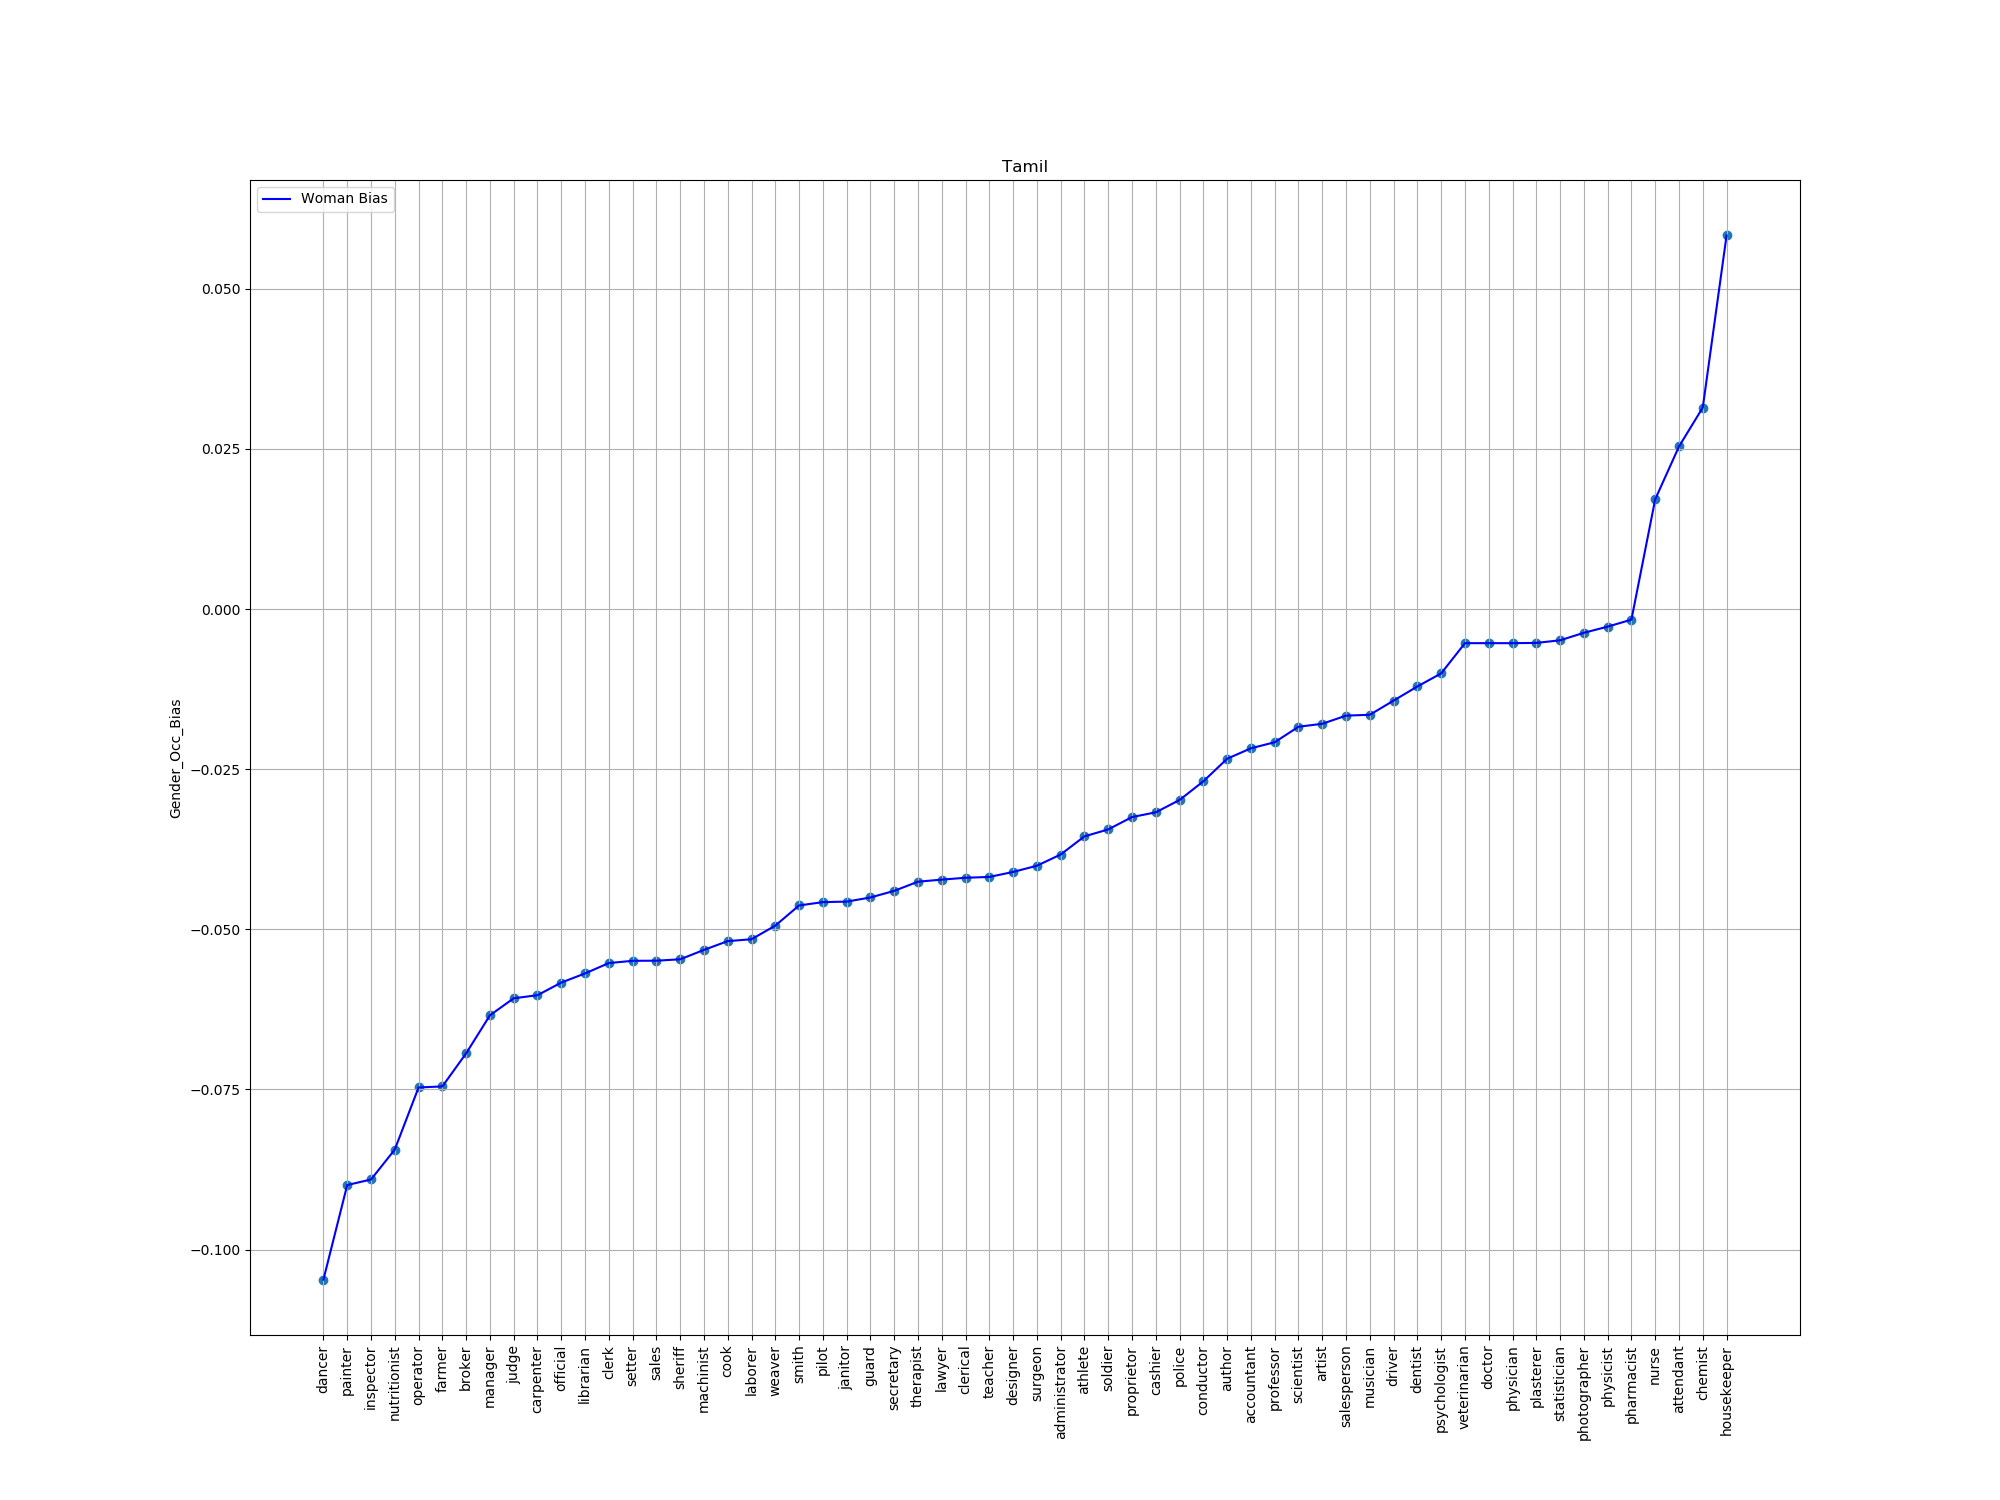 Tamil
Woman Bias
Gender_Occ_Bias
0.050
0.025
0.000
−0.025
−0.050
−0.075
−0.100
dancer
painter
inspector
nutritionist
operator
farmer
broker
manager
judge
carpenter
official
librarian
clerk
setter
sales
sheriff
machinist
cook
laborer
weaver
smith
pilot
janitor
guard
secretary
therapist
lawyer
clerical
teacher
designer
surgeon
administrator
athlete
soldier
proprietor
cashier
police
conductor
author
accountant
professor
scientist
artist
salesperson
musician
driver
dentist
psychologist
veterinarian
doctor
physician
plasterer
statistician
photographer
physicist
pharmacist
nurse
attendant
chemist
housekeeper